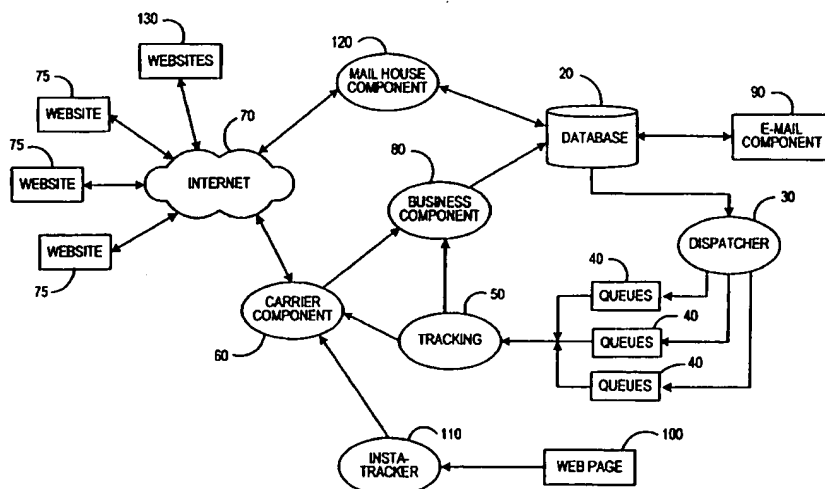 130
WEBSITES
120
MAIL HOUSE
COMPONENT
75
WEBSITE
70
INTERNET
20
DATABASE
90
E-MAIL
COMPONENT
75
WEBSITE
80
BUSINESS
COMPONENT
30
DISPATCHER
WEBSITE
75
CARRIER
COMPONENT
60
50
TRACKING
40
QUEUES
40
QUEUES
40
QUEUES
110
INSTA-
TRACKER
100
WEB PAGE